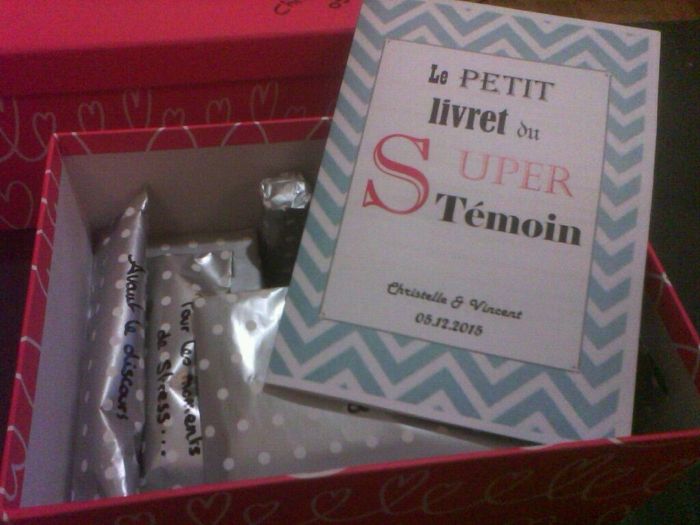 Le PETIT
livret du
SUPER
Témoin
Christelle & Vincent
05.12.2015
Avant le discours
Pour les moments
de Stress...